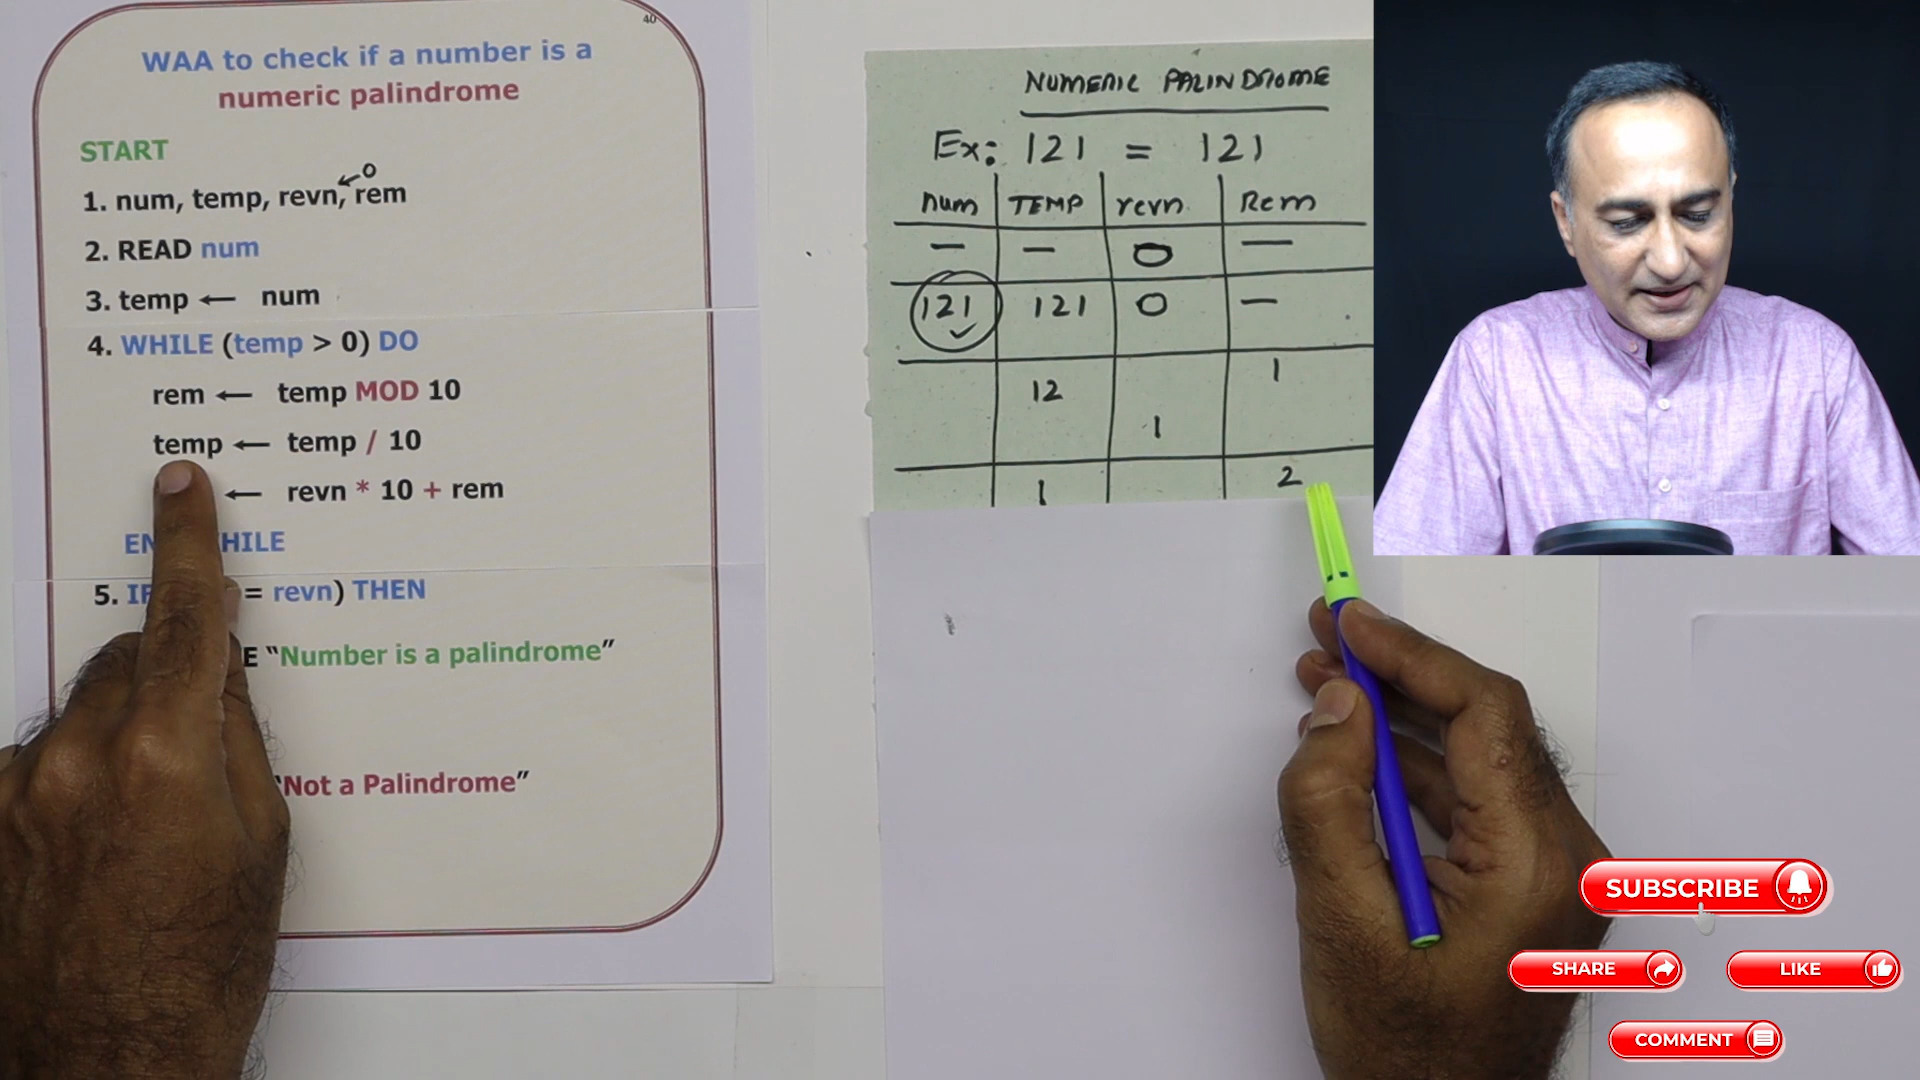 40
WAA to check if a number is a
numeric palindrome
START
0
1. num, temp, revn, rem
2. READ num
3. temp ← num
4. WHILE (temp > 0) DO
rem ← temp MOD 10
temp ← temp / 10
← revn * 10 + rem
WHILE
5. IF = revn) THEN
"Number is a palindrome"
"Not a Palindrome"
NUMERIC PALINDROME
Ex: 121 = 121
num TEMP revn Rem
— — 0 —
121 121 0 —
1
12
1
2
1
SUBSCRIBE
SHARE LIKE
COMMENT